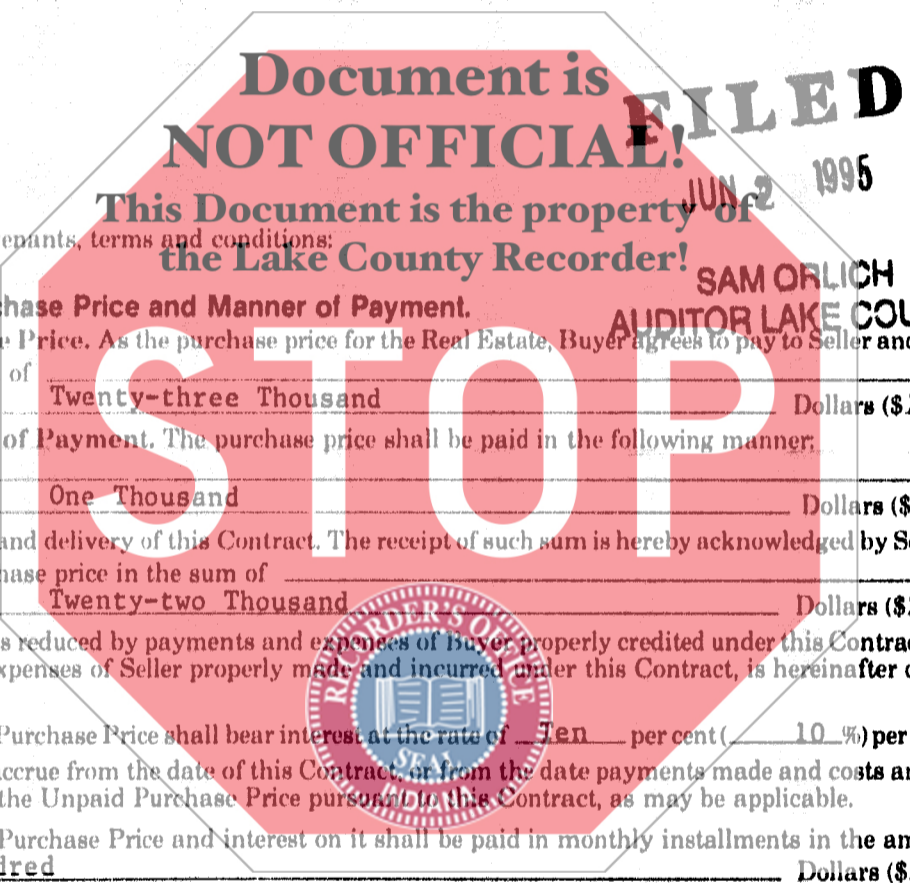 Document is
NOT OFFICIAL!
FILED
This Document is the property of
JUN 2 1995
enants, terms and conditions:
the Lake County Recorder!
SAM ORLICH
hase Price and Manner of Payment.
AUDITOR LAKE COU
e Price. As the purchase price for the Real Estate, Buyer agrees to pay to Seller and
of
Twenty-three Thousand Dollars ($
of Payment. The purchase price shall be paid in the following manner:
STOP
One Thousand Dollars ($
and delivery of this Contract. The receipt of such sum is hereby acknowledged by Se
hase price in the sum of
Twenty-two Thousand Dollars ($
s reduced by payments and expenses of Buyer properly credited under this Contrac
xpenses of Seller properly made and incurred under this Contract, is hereinafter c
RECORDER'S OFFICE
SEAL
INDIANA
Purchase Price shall bear interest at the rate of Ten per cent ( 10 %) per
ccrue from the date of this Contract, or from the date payments made and costs an
the Unpaid Purchase Price pursuant to this Contract, as may be applicable.
Purchase Price and interest on it shall be paid in monthly installments in the am
dred Dollars ($